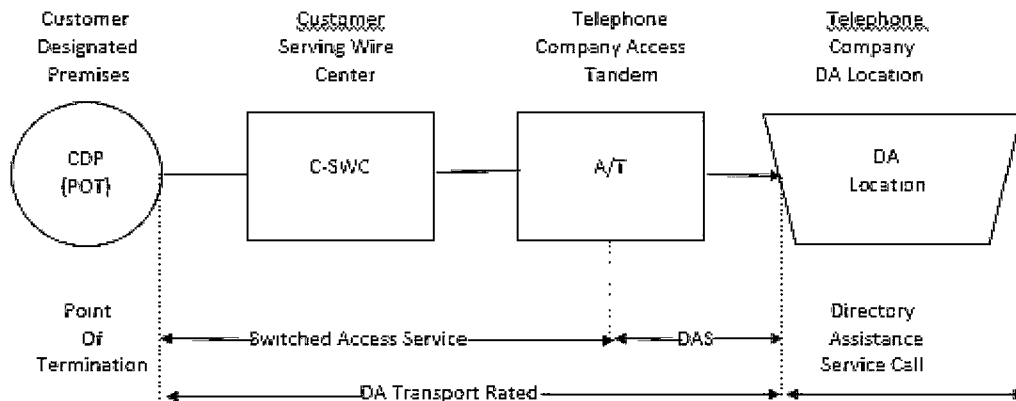 Customer
Designated
Premises
Customer
Serving Wire
Center
Telephone
Company Access
Tandem
Telephone
Company
DA Location
CDP
(POT)
C-SWC
A/T
DA
Location
Point
Of
Termination
Switched Access Service
DAS
Directory
Assistance
Service Call
DA Transport Rated